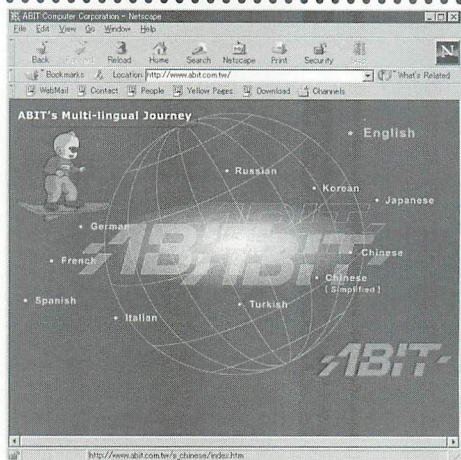 ABIT Computer Corporation - Netscape
File Edit View Go Window Help
Back Forward Reload Home Search Netscape Print Security
Bookmarks Location: http://www.abit.com.tw/ What's Related
WebMail Contact People Yellow Pages Download Channels
ABIT's Multi-lingual Journey
English
Russian
Korean
Japanese
German
ABIT
ABIT
Chinese
French
Chinese
( Simplified )
Spanish
Turkish
Italian
ABIT
http://www.abit.com.tw/s_chinese/index.htm